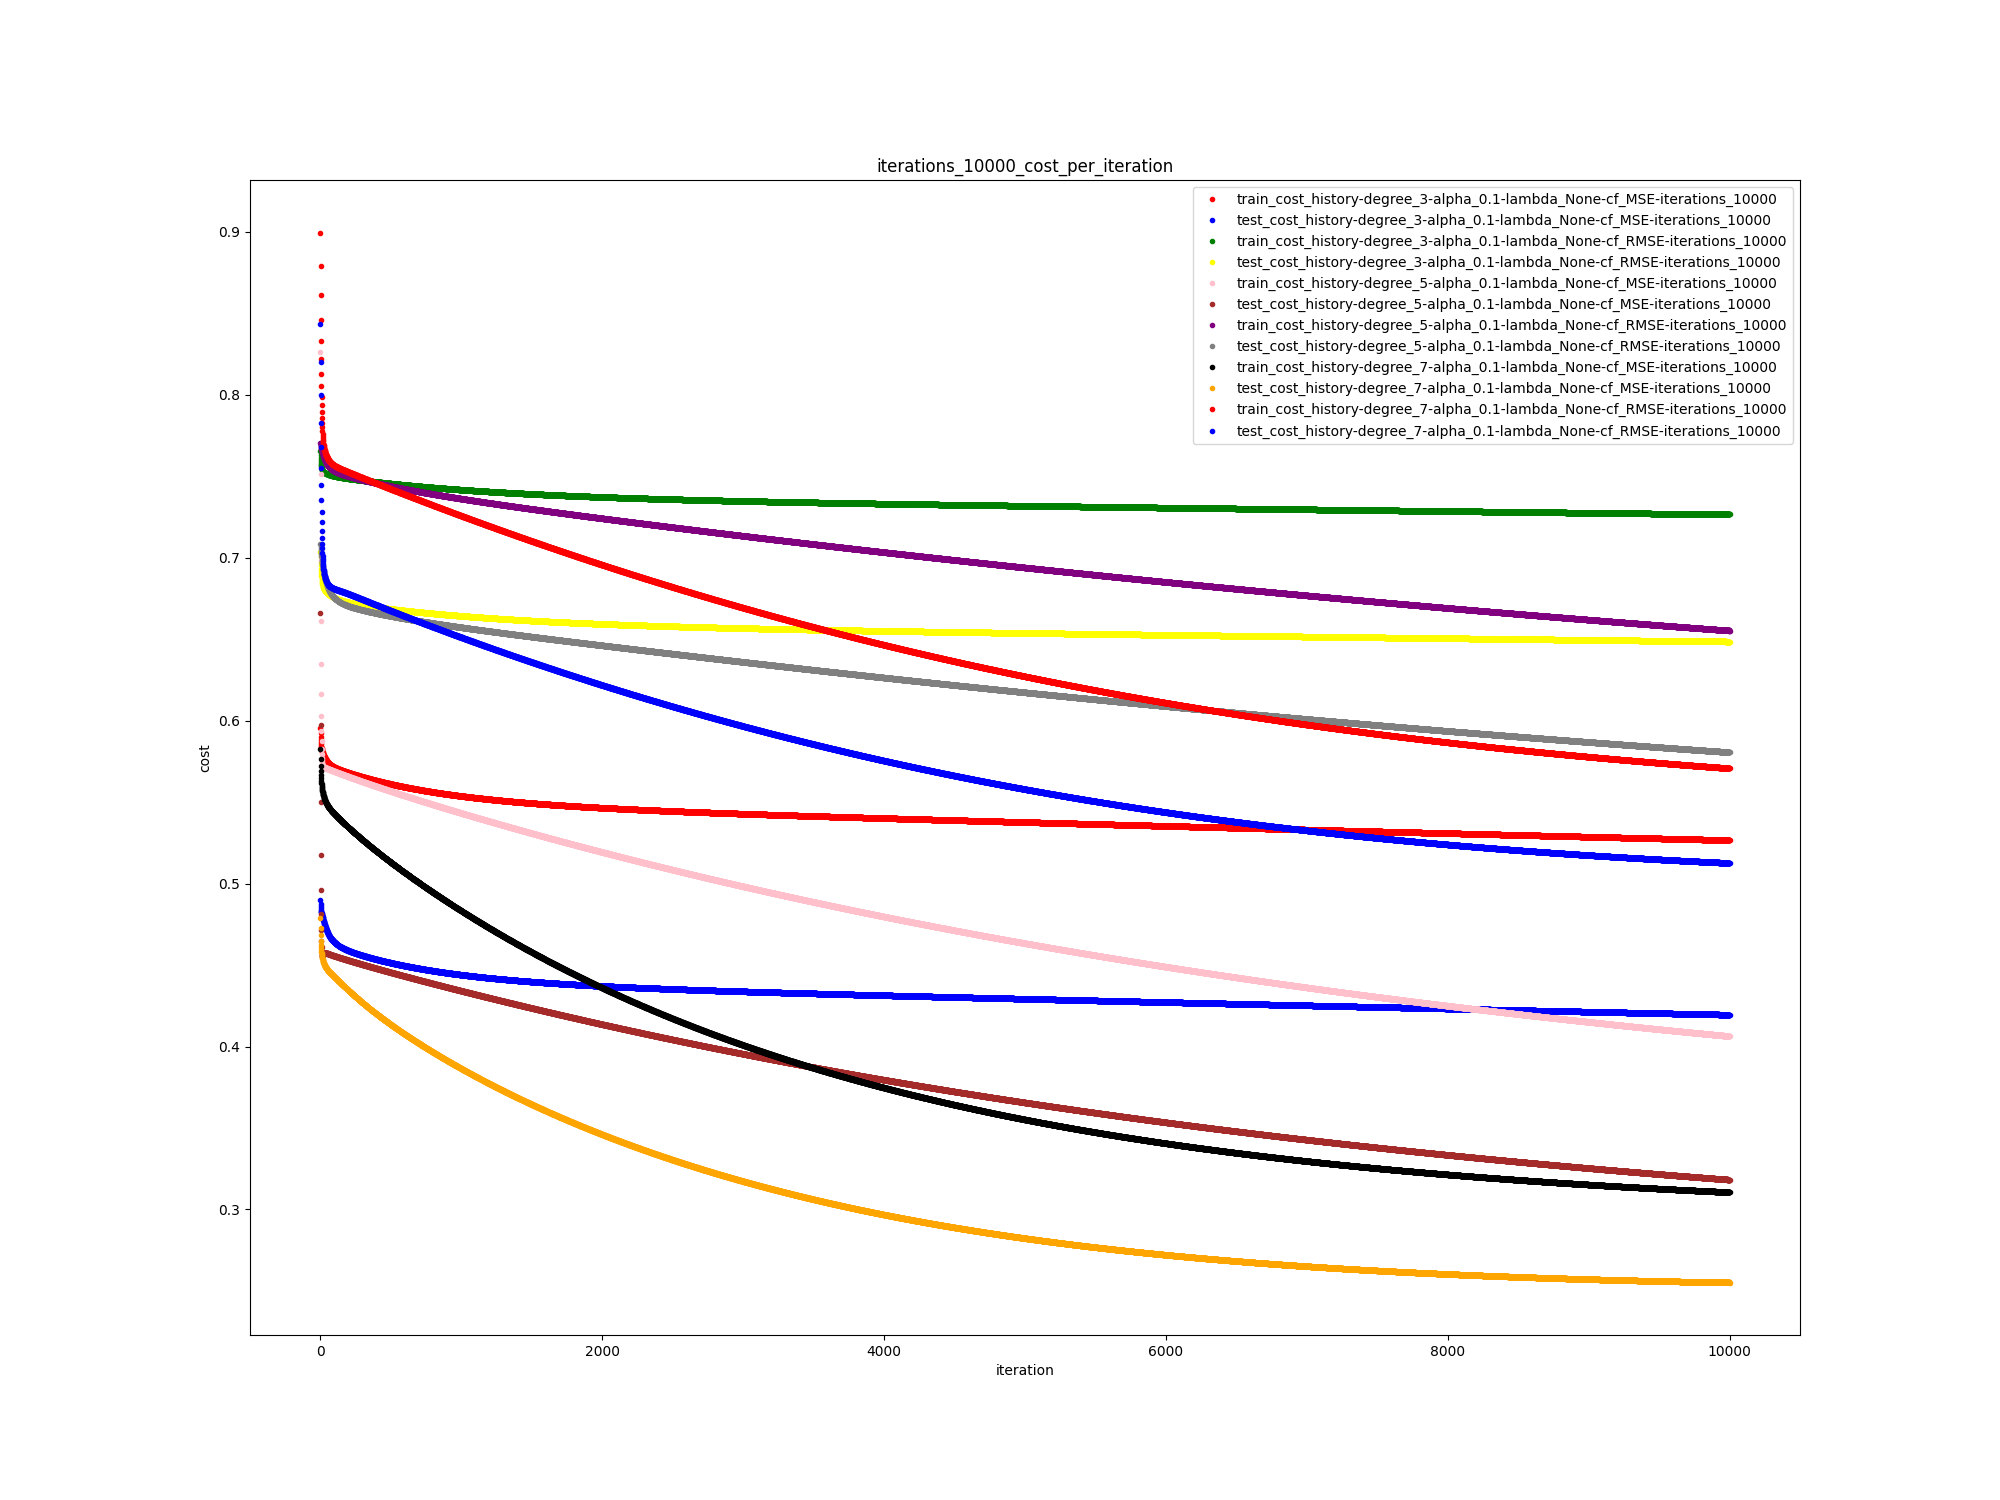 iterations_10000_cost_per_iteration
train_cost_history-degree_3-alpha_0.1-lambda_None-cf_MSE-iterations_10000
test_cost_history-degree_3-alpha_0.1-lambda_None-cf_MSE-iterations_10000
train_cost_history-degree_3-alpha_0.1-lambda_None-cf_RMSE-iterations_10000
test_cost_history-degree_3-alpha_0.1-lambda_None-cf_RMSE-iterations_10000
train_cost_history-degree_5-alpha_0.1-lambda_None-cf_MSE-iterations_10000
test_cost_history-degree_5-alpha_0.1-lambda_None-cf_MSE-iterations_10000
train_cost_history-degree_5-alpha_0.1-lambda_None-cf_RMSE-iterations_10000
test_cost_history-degree_5-alpha_0.1-lambda_None-cf_RMSE-iterations_10000
train_cost_history-degree_7-alpha_0.1-lambda_None-cf_MSE-iterations_10000
test_cost_history-degree_7-alpha_0.1-lambda_None-cf_MSE-iterations_10000
train_cost_history-degree_7-alpha_0.1-lambda_None-cf_RMSE-iterations_10000
test_cost_history-degree_7-alpha_0.1-lambda_None-cf_RMSE-iterations_10000
0.9
0.8
0.7
0.6
0.5
0.4
0.3
cost
0 2000 4000 6000 8000 10000
iteration